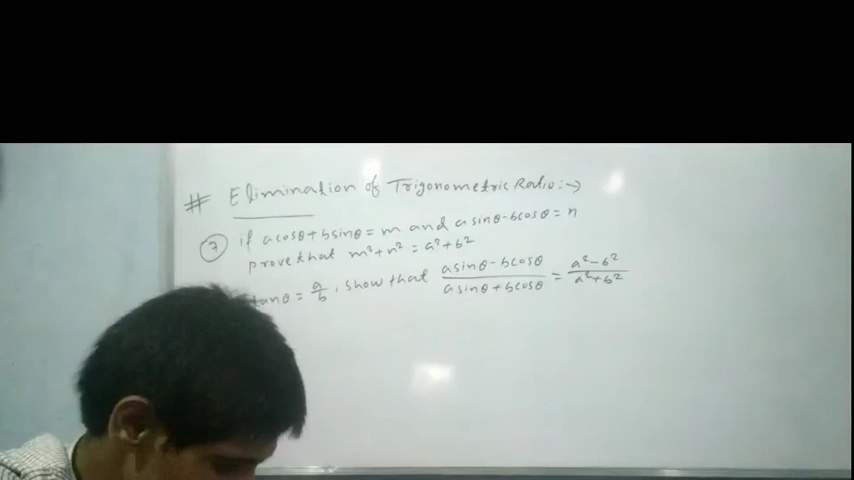 # Elimination of Trigonometric Ratio :→
7 if acosθ + bsinθ = m and asinθ - bcosθ = n
prove that m² + n² = a² + b²
tanθ = a/b , show that (asinθ - bcosθ)/(asinθ + bcosθ) = (a² - b²)/(a² + b²)